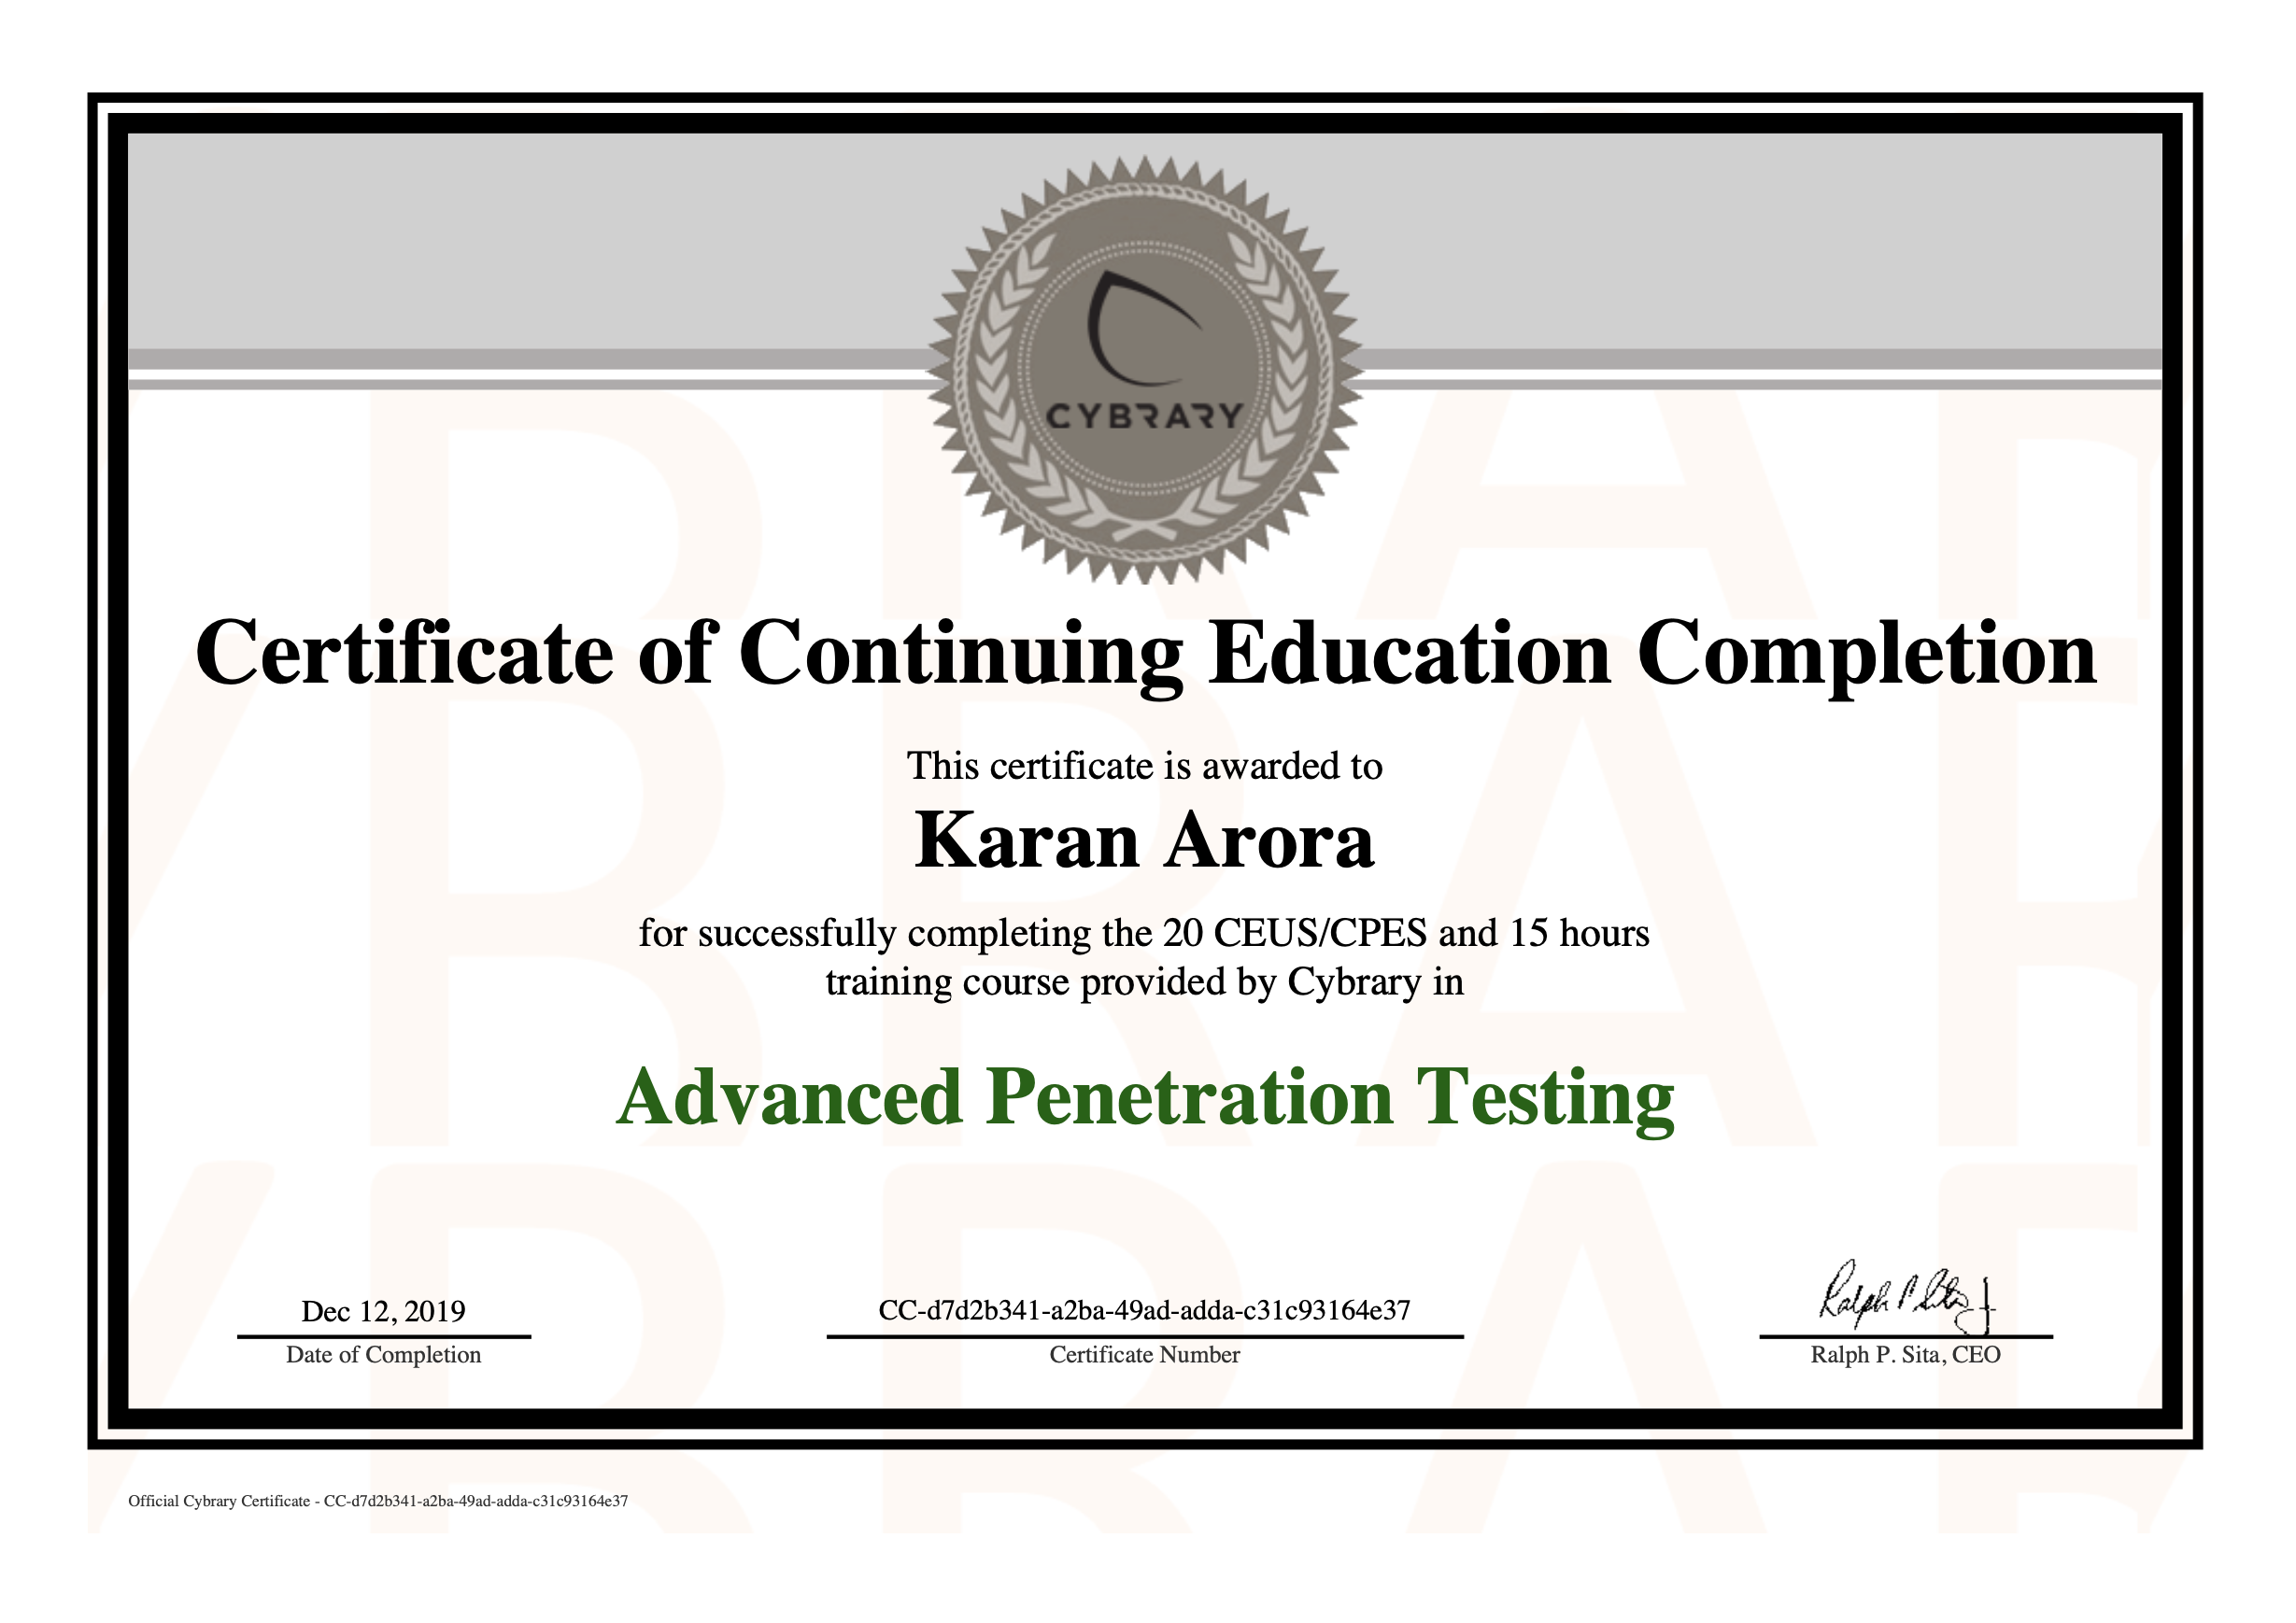 CYBRARY
Certificate of Continuing Education Completion
This certificate is awarded to
Karan Arora
for successfully completing the 20 CEUS/CPES and 15 hours
training course provided by Cybrary in
Advanced Penetration Testing
Dec 12, 2019
Date of Completion
CC-d7d2b341-a2ba-49ad-adda-c31c93164e37
Certificate Number
Ralph P. Sita, CEO
Official Cybrary Certificate - CC-d7d2b341-a2ba-49ad-adda-c31c93164e37